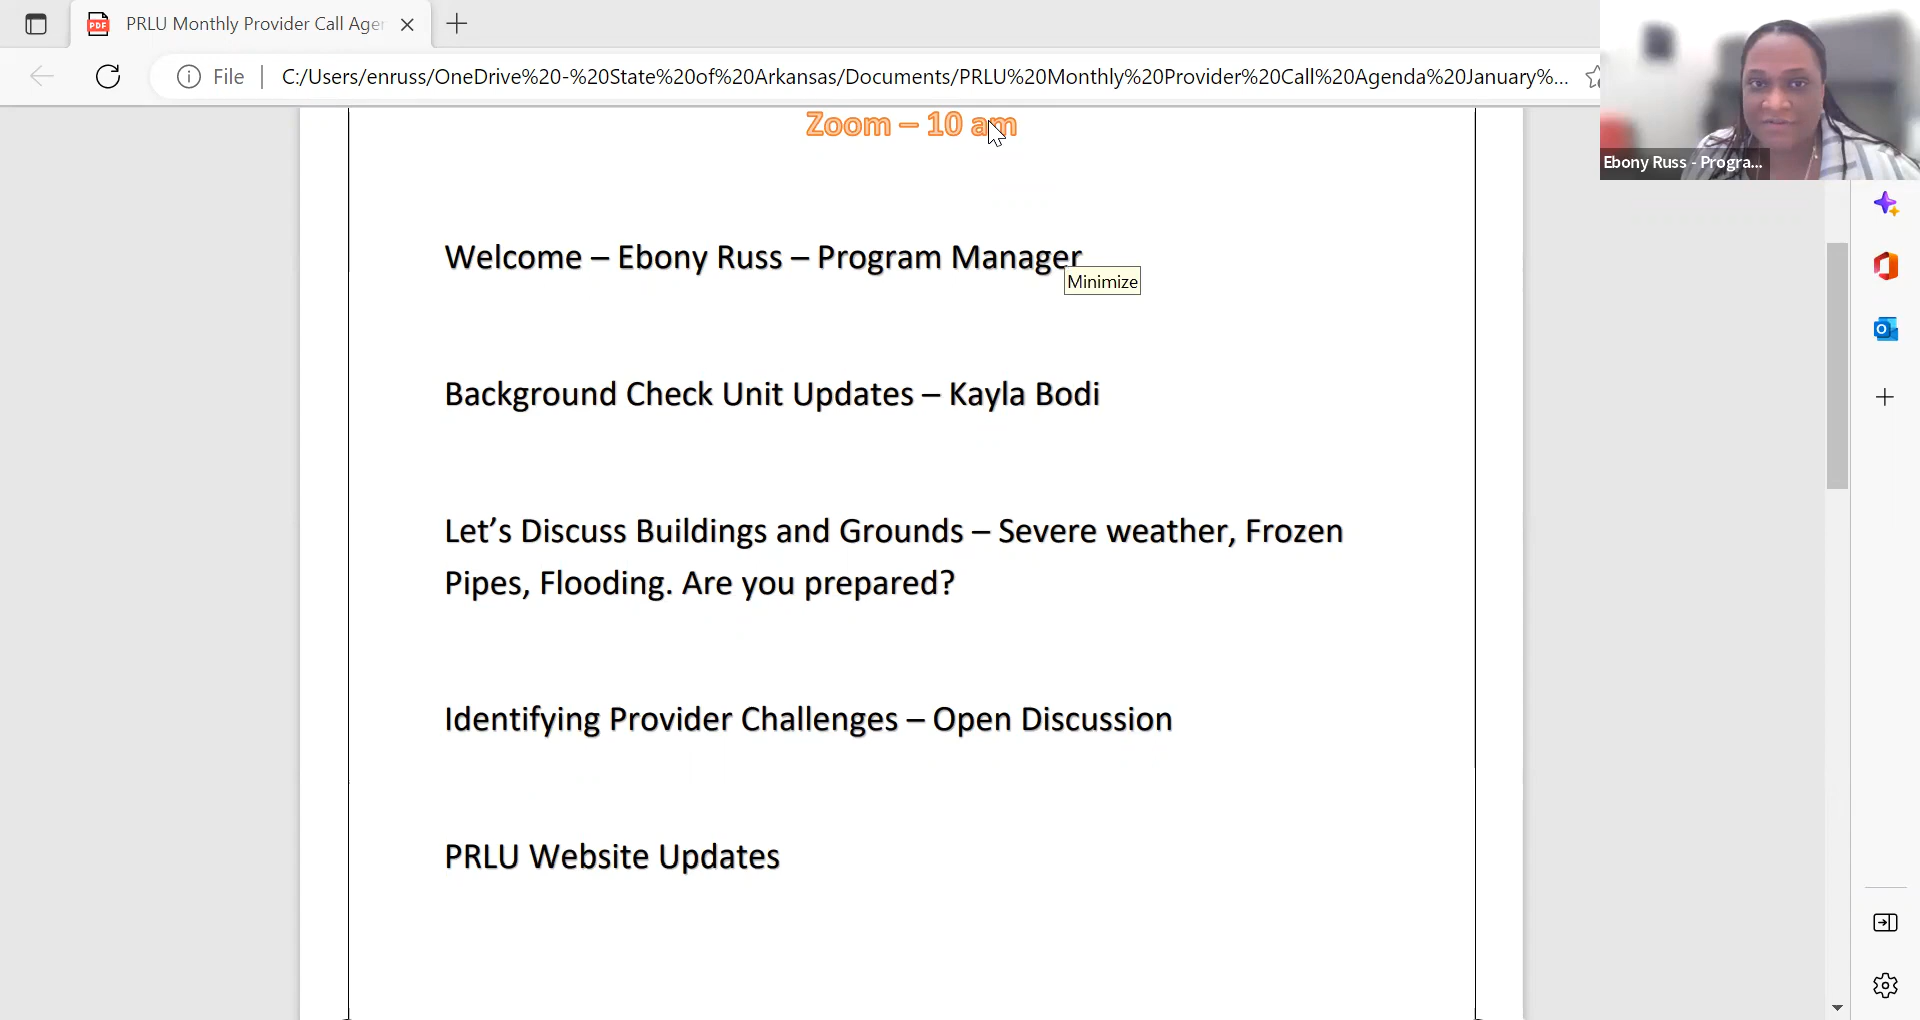 PRLU Monthly Provider Call Age
File
C:/Users/enruss/OneDrive%20-%20State%20of%20Arkansas/Documents/PRLU%20Monthly%20Provider%20Call%20Agenda%20January%...
Ebony Russ - Progra...
Zoom – 10 am
Welcome – Ebony Russ – Program Manager
Minimize
Background Check Unit Updates – Kayla Bodi
Let’s Discuss Buildings and Grounds – Severe weather, Frozen
Pipes, Flooding. Are you prepared?
Identifying Provider Challenges – Open Discussion
PRLU Website Updates